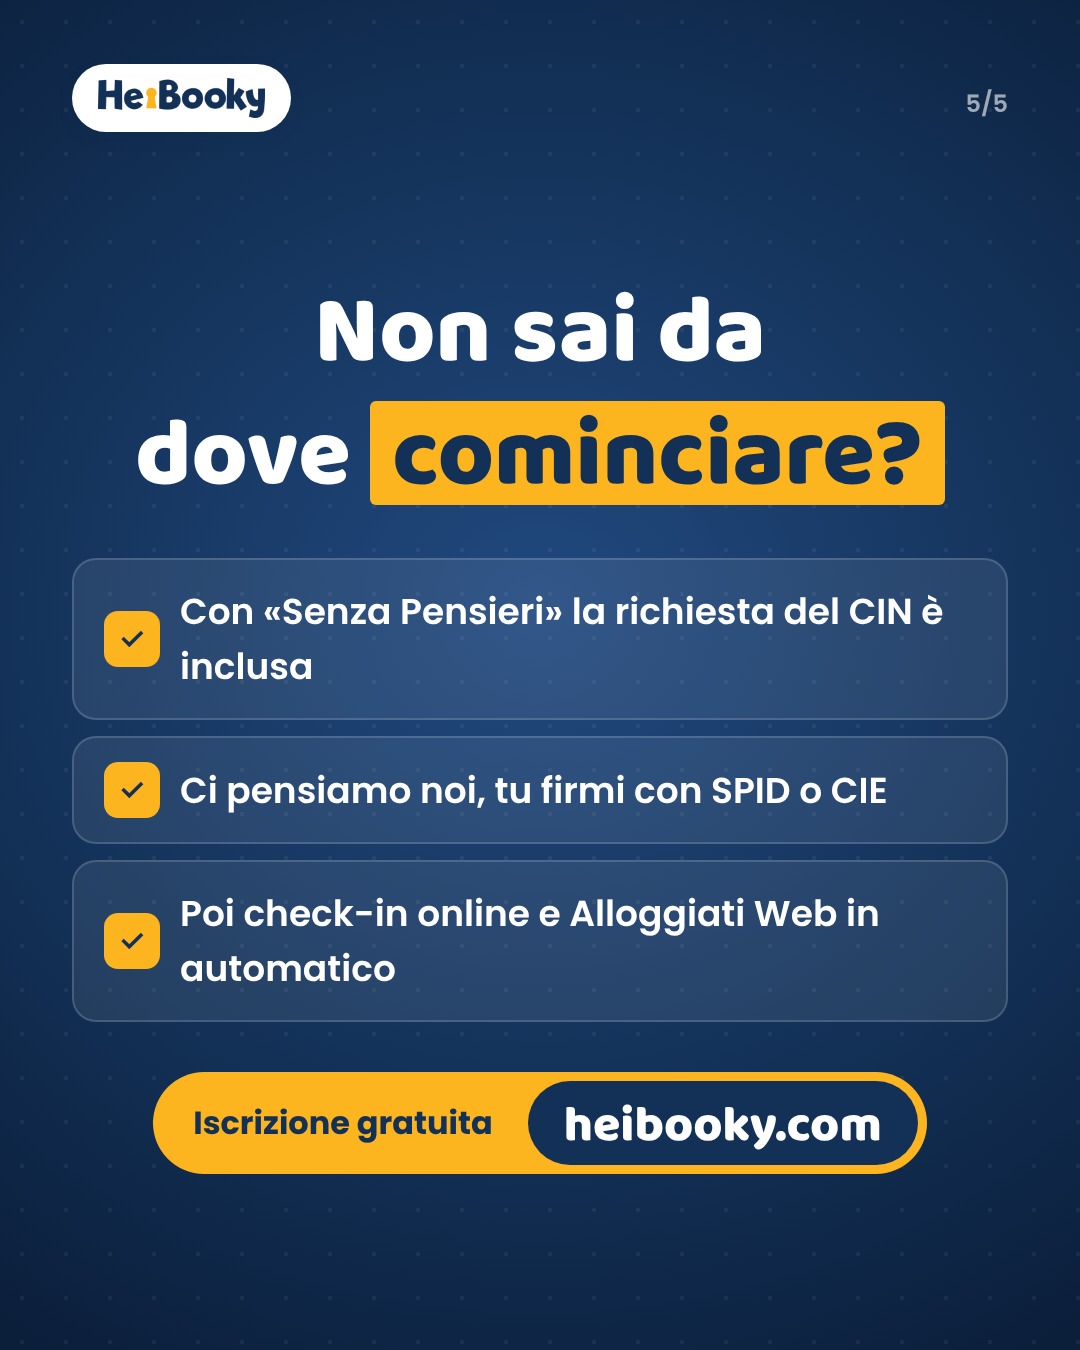 HeiBooky
5/5
Non sai da
dove cominciare?
Con «Senza Pensieri» la richiesta del CIN è
inclusa
Ci pensiamo noi, tu firmi con SPID o CIE
Poi check-in online e Alloggiati Web in
automatico
Iscrizione gratuita heibooky.com